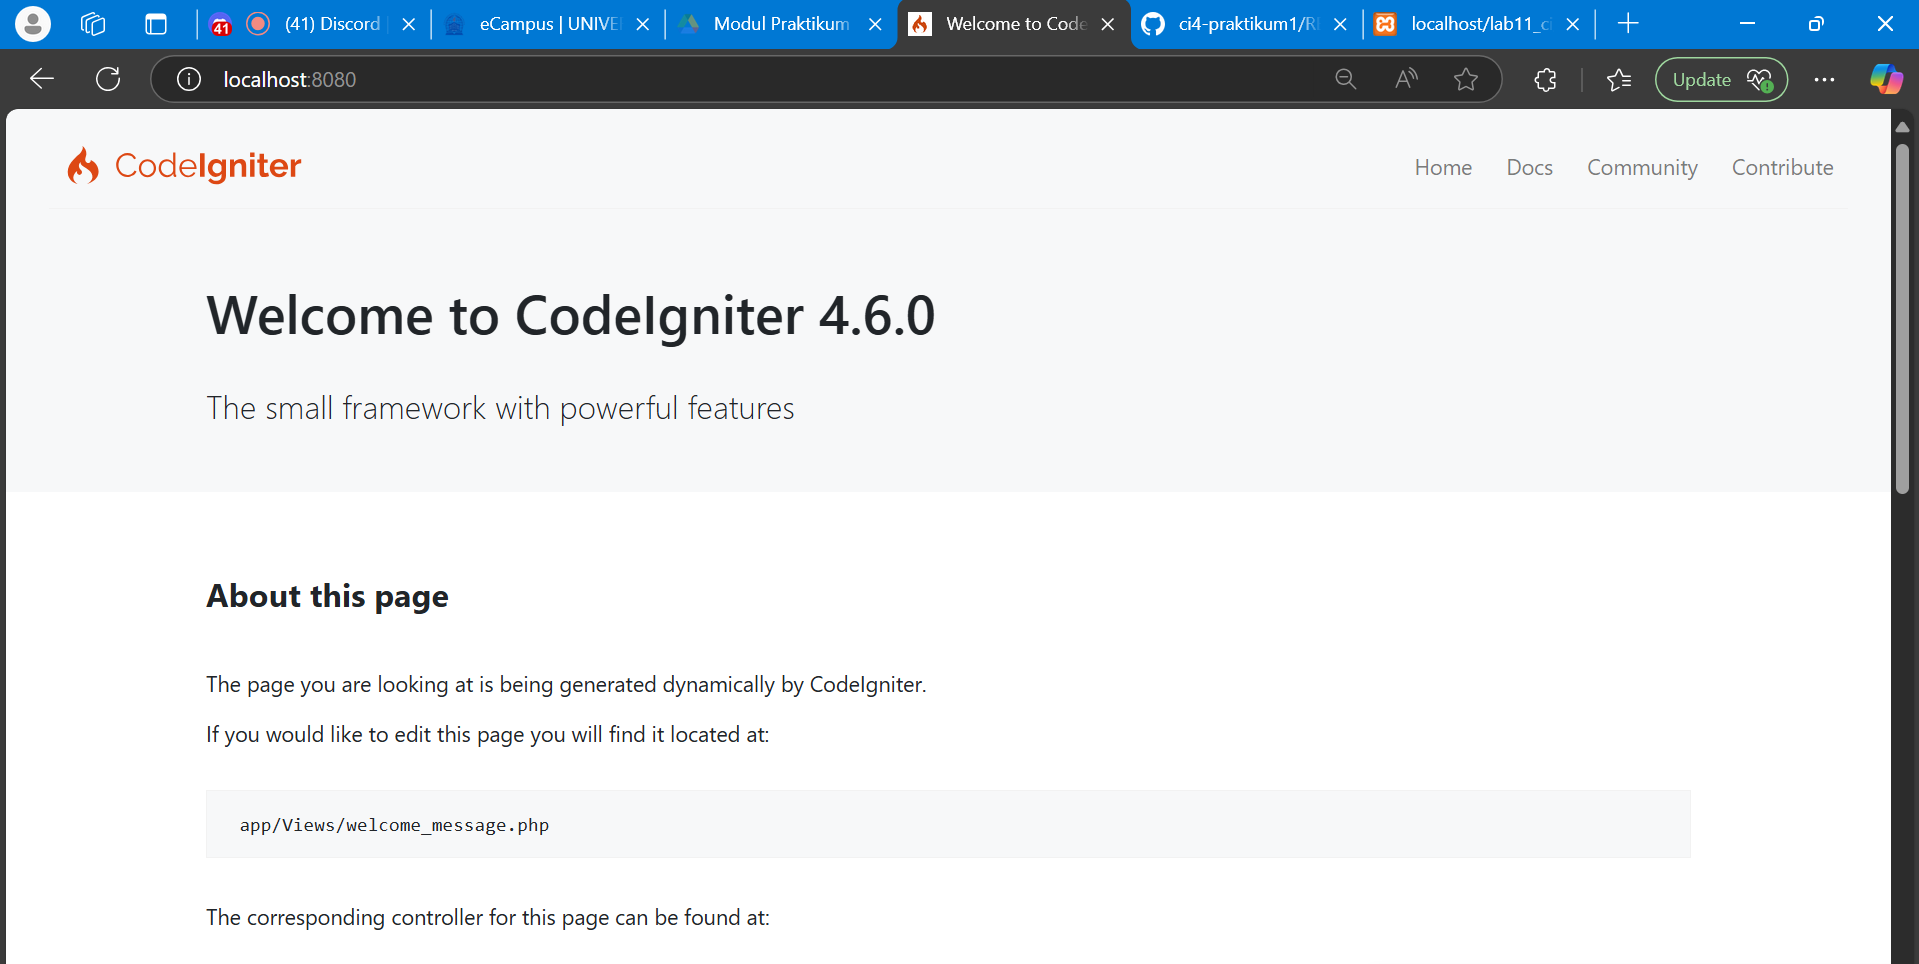 41 (41) Discord
eCampus | UNIVE
Modul Praktikum
Welcome to Code
ci4-praktikum1/R
localhost/lab11_ci
localhost:8080
Update
CodeIgniter
Home Docs Community Contribute
Welcome to CodeIgniter 4.6.0
The small framework with powerful features
About this page
The page you are looking at is being generated dynamically by CodeIgniter.
If you would like to edit this page you will find it located at:
app/Views/welcome_message.php
The corresponding controller for this page can be found at: